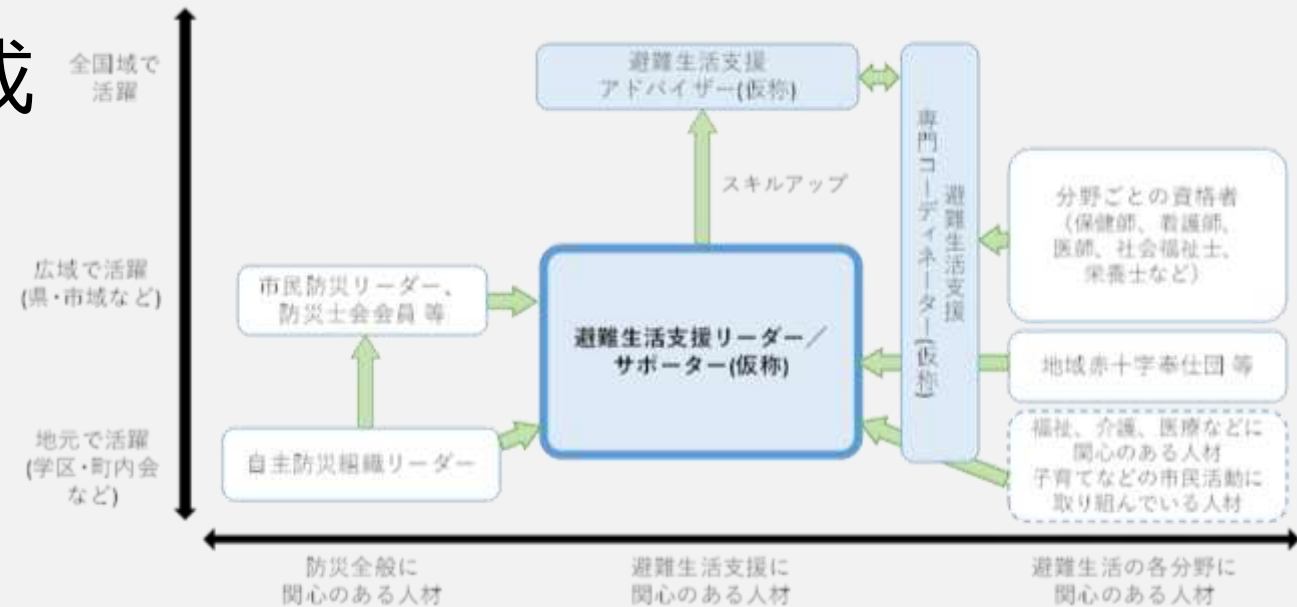 成
全国域で
活躍
避難生活支援
アドバイザー(仮称)
避難生活支援
専門コーディネーター(仮称)
スキルアップ
分野ごとの資格者
(保健師、看護師、
医師、社会福祉士、
栄養士など)
広域で活躍
(県・市域など)
市民防災リーダー、
防災士会会員 等
避難生活支援リーダー／
サポーター(仮称)
地域赤十字奉仕団 等
地元で活躍
(学区・町内会
など)
自主防災組織リーダー
福祉、介護、医療などに
関心のある人材
子育てなどの市民活動に
取り組んでいる人材
防災全般に
関心のある人材
避難生活支援に
関心のある人材
避難生活の各分野に
関心のある人材